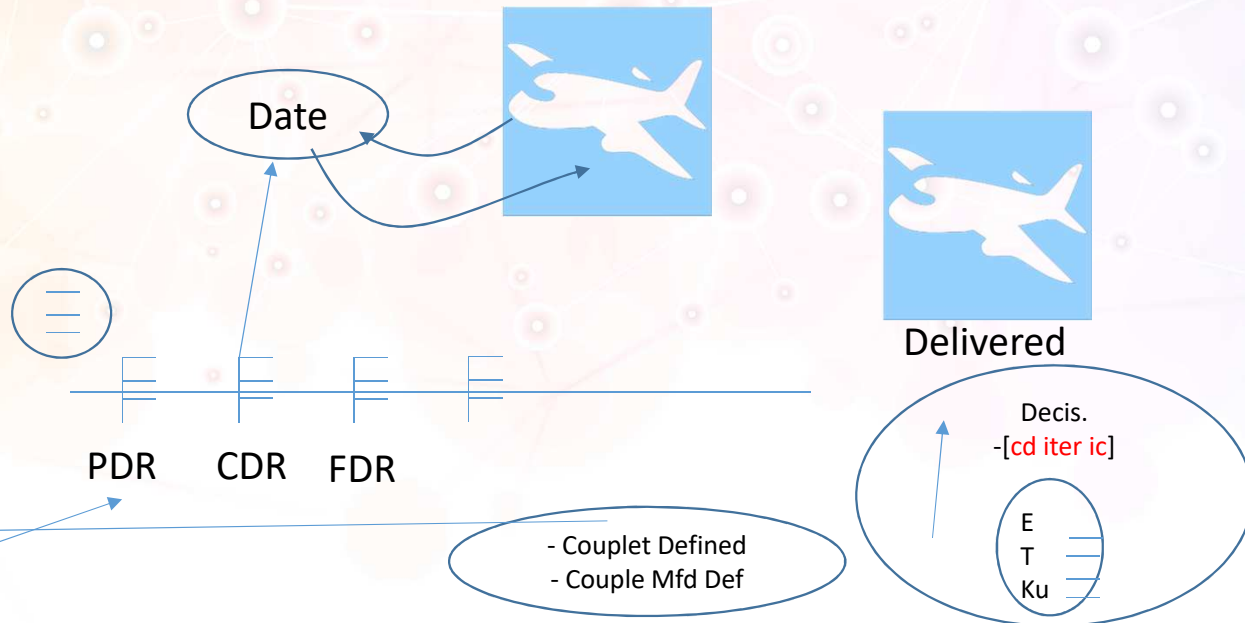 Date
Delivered
PDR
CDR
FDR
Decis.
-[cd iter ic]
E
T
Ku
- Couplet Defined
- Couple Mfd Def